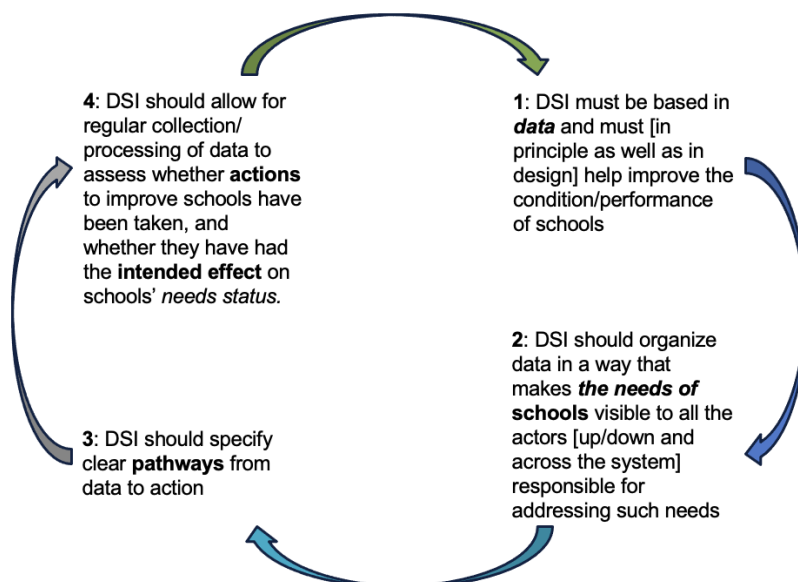 1: DSI must be based in
data and must [in
principle as well as in
design] help improve the
condition/performance
of schools
2: DSI should organize
data in a way that
makes the needs of
schools visible to all the
actors [up/down and
across the system]
responsible for
addressing such needs
3: DSI should specify
clear pathways from
data to action
4: DSI should allow for
regular collection/
processing of data to
assess whether actions
to improve schools have
been taken, and
whether they have had
the intended effect on
schools’ needs status.